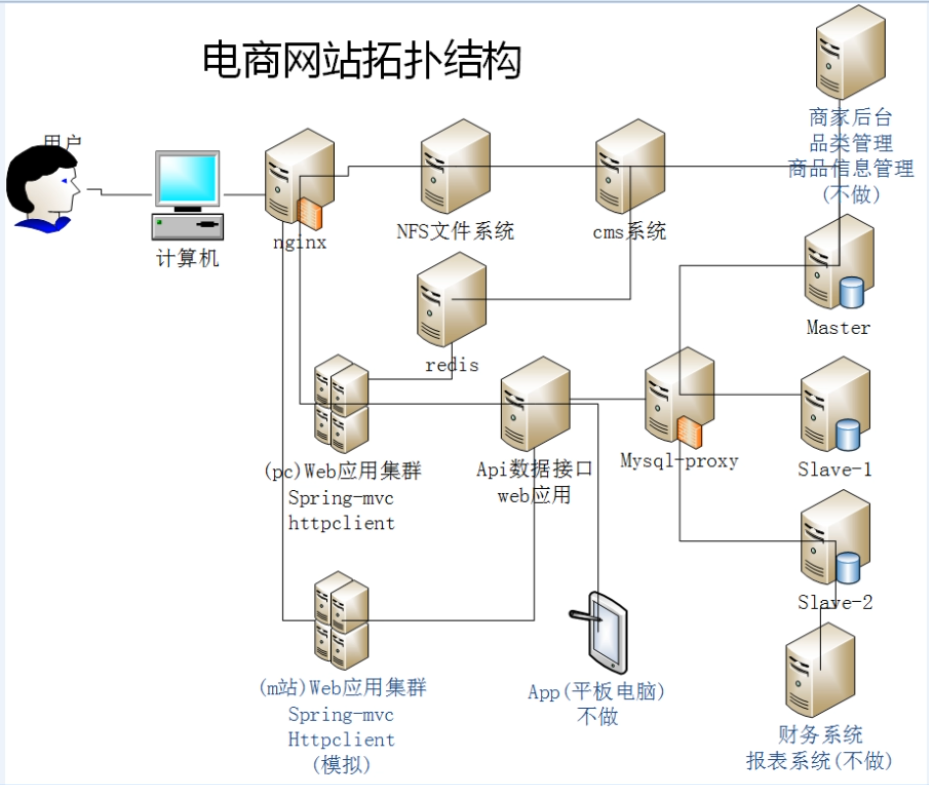 电商网站拓扑结构
用户
计算机
nginx
NFS文件系统
cms系统
商家后台
品类管理
商品信息管理
(不做)
redis
Master
(pc)Web应用集群
Spring-mvc
httpclient
Api数据接口
web应用
Mysql-proxy
Slave-1
Slave-2
(m站)Web应用集群
Spring-mvc
Httpclient
(模拟)
App(平板电脑)
不做
财务系统
报表系统(不做)